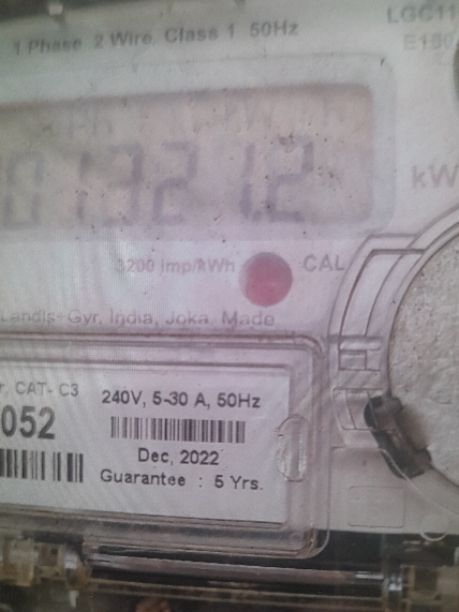 LGC11
1 Phase 2 Wire. Class 1 50Hz
E150
kW
3200 imp/kWh
CAL
Landis+Gyr, India, Joka, Made
r. CAT- C3
240V, 5-30 A, 50Hz
052
Dec, 2022
Guarantee : 5 Yrs.